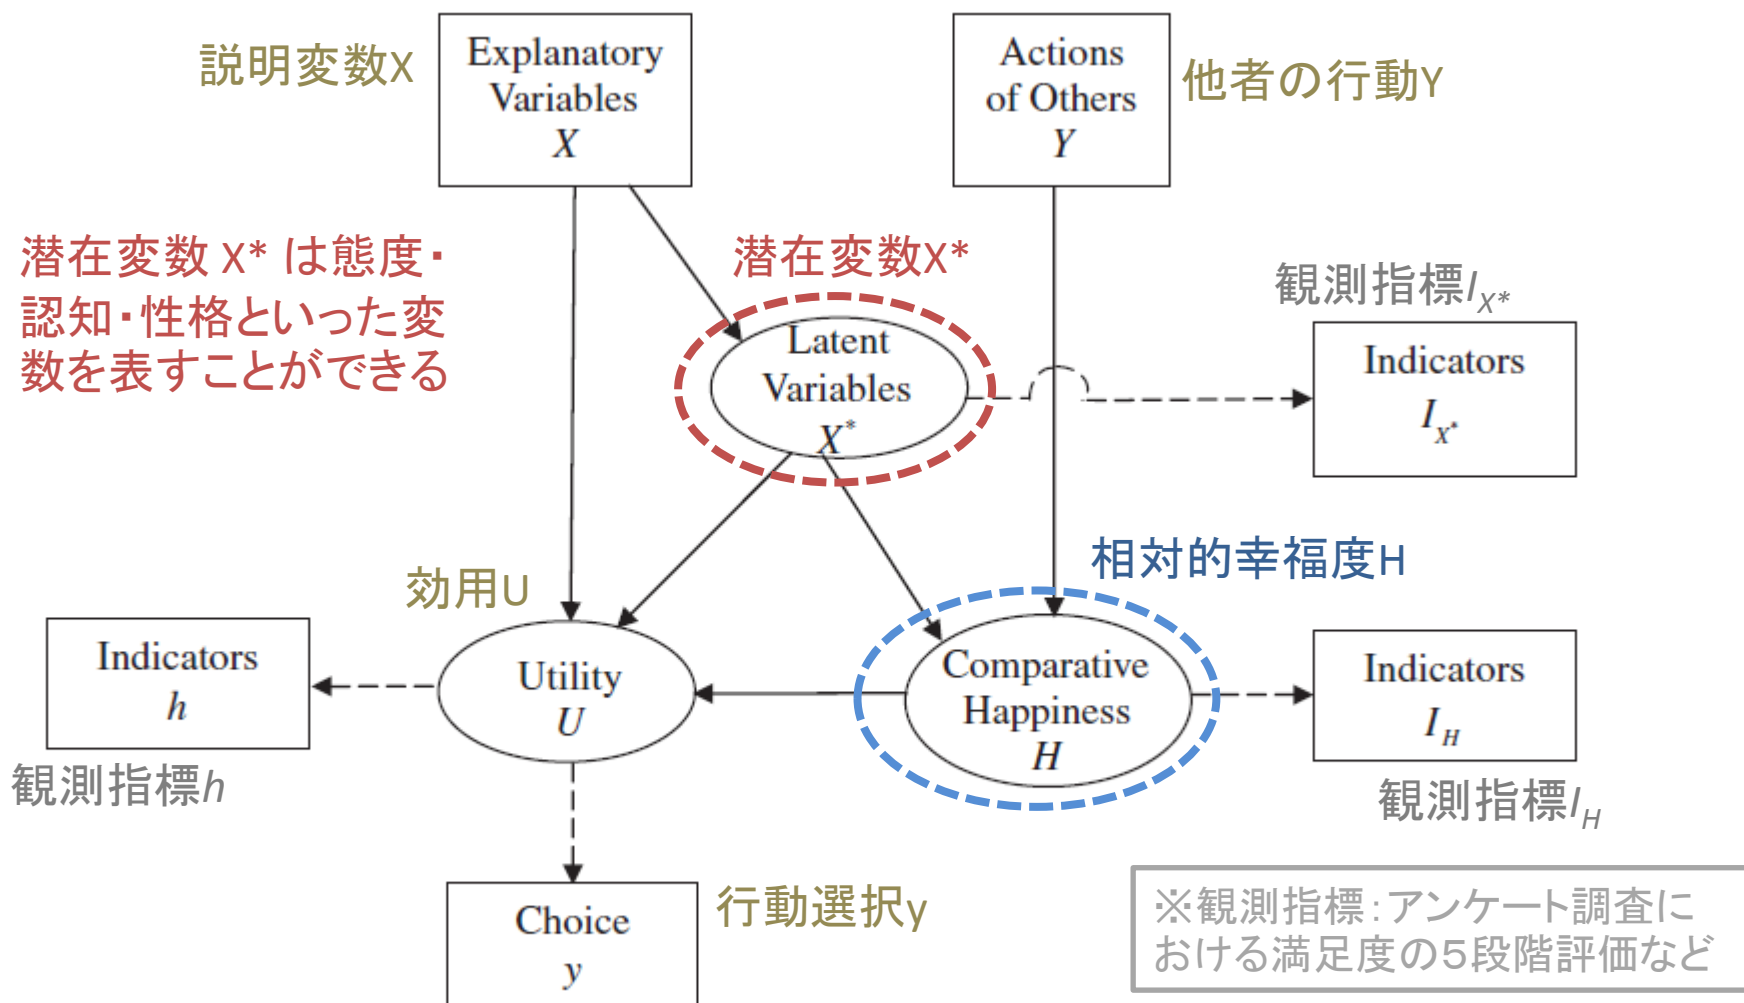 説明変数X
Explanatory
Variables
X
Actions
of Others
Y
他者の行動Y
潜在変数 X* は態度・
認知・性格といった変
数を表すことができる
潜在変数X*
Latent
Variables
X*
観測指標I_X*
Indicators
I_X*
効用U
相対的幸福度H
Indicators
h
観測指標h
Utility
U
Comparative
Happiness
H
Indicators
I_H
観測指標I_H
Choice
y
行動選択y
※観測指標：アンケート調査に
おける満足度の５段階評価など